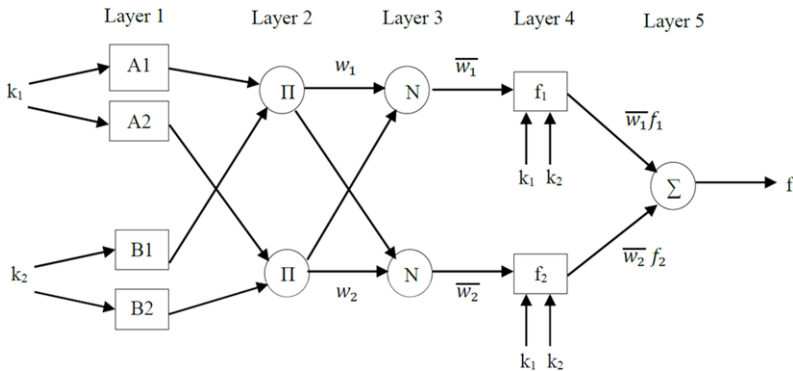 Layer 1 Layer 2 Layer 3 Layer 4 Layer 5
A1
k₁
A2
Π
w₁
N
w̅₁
f₁
w̅₁f₁
k₁ k₂
Σ
f
B1
k₂
B2
Π
w₂
N
w̅₂
f₂
w̅₂ f₂
k₁ k₂